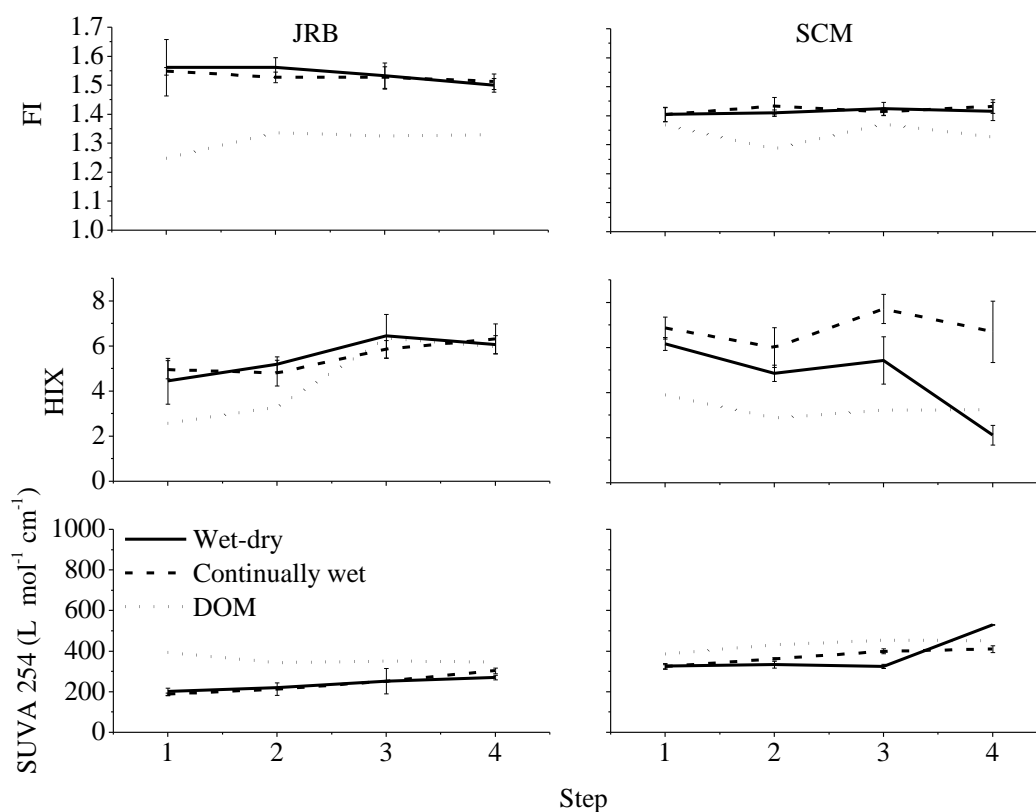 JRB
SCM
FI
1.7
1.6
1.5
1.4
1.3
1.2
1.1
1.0
HIX
8
6
4
2
0
SUVA 254 (L mol⁻¹ cm⁻¹)
1000
800
600
400
200
0
Wet-dry
Continually wet
DOM
1 2 3 4
1 2 3 4
Step